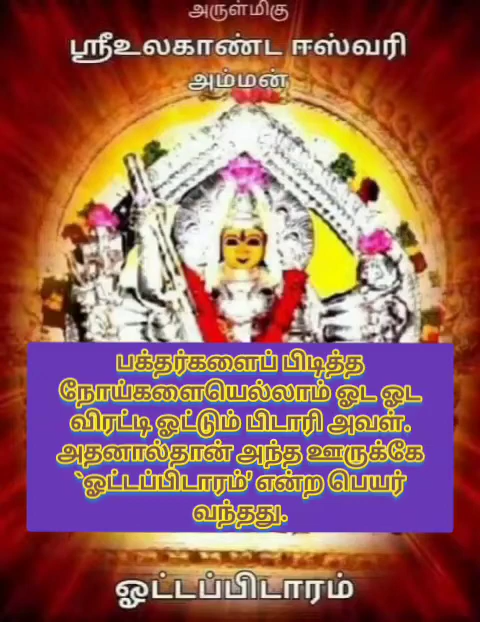 அருள்மிகு
ஸ்ரீஉலகாண்ட ஈஸ்வரி
அம்மன்
பக்தர்களைப் பிடித்த
நோய்களையெல்லாம் ஓட ஓட
விரட்டி ஓட்டும் பிடாரி அவள்.
அதனால்தான் அந்த ஊருக்கே
`ஓட்டப்பிடாரம்’ என்ற பெயர்
வந்தது.
ஓட்டப்பிடாரம்